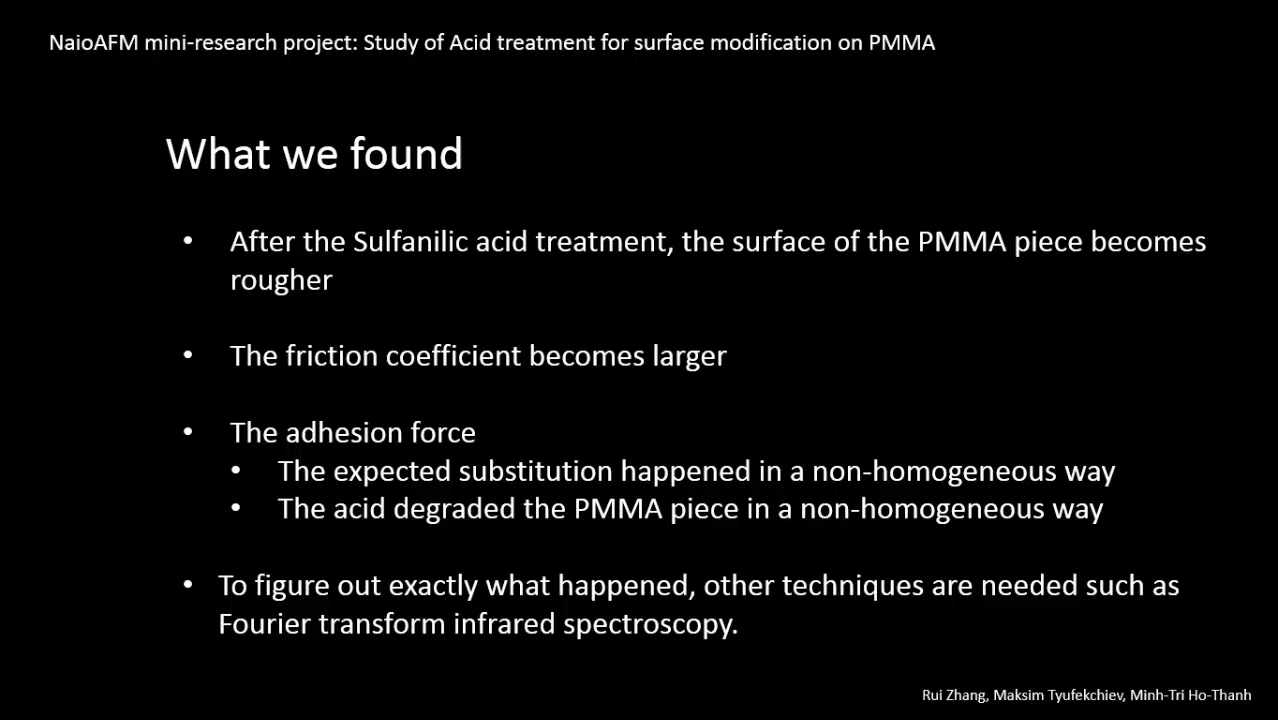 NaioAFM mini-research project: Study of Acid treatment for surface modification on PMMA
What we found
• After the Sulfanilic acid treatment, the surface of the PMMA piece becomes
rougher
• The friction coefficient becomes larger
• The adhesion force
• The expected substitution happened in a non-homogeneous way
• The acid degraded the PMMA piece in a non-homogeneous way
• To figure out exactly what happened, other techniques are needed such as
Fourier transform infrared spectroscopy.
Rui Zhang, Maksim Tyufekchiev, Minh-Tri Ho-Thanh